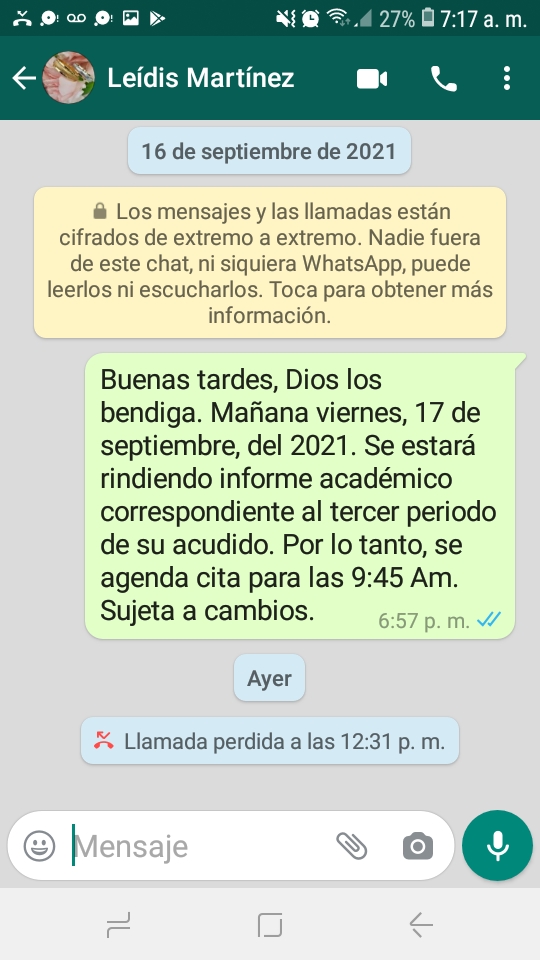 27% 7:17 a. m.
Leídis Martínez
16 de septiembre de 2021
Los mensajes y las llamadas están
cifrados de extremo a extremo. Nadie fuera
de este chat, ni siquiera WhatsApp, puede
leerlos ni escucharlos. Toca para obtener más
información.
Buenas tardes, Dios los
bendiga. Mañana viernes, 17 de
septiembre, del 2021. Se estará
rindiendo informe académico
correspondiente al tercer periodo
de su acudido. Por lo tanto, se
agenda cita para las 9:45 Am.
Sujeta a cambios.
6:57 p. m.
Ayer
Llamada perdida a las 12:31 p. m.
Mensaje